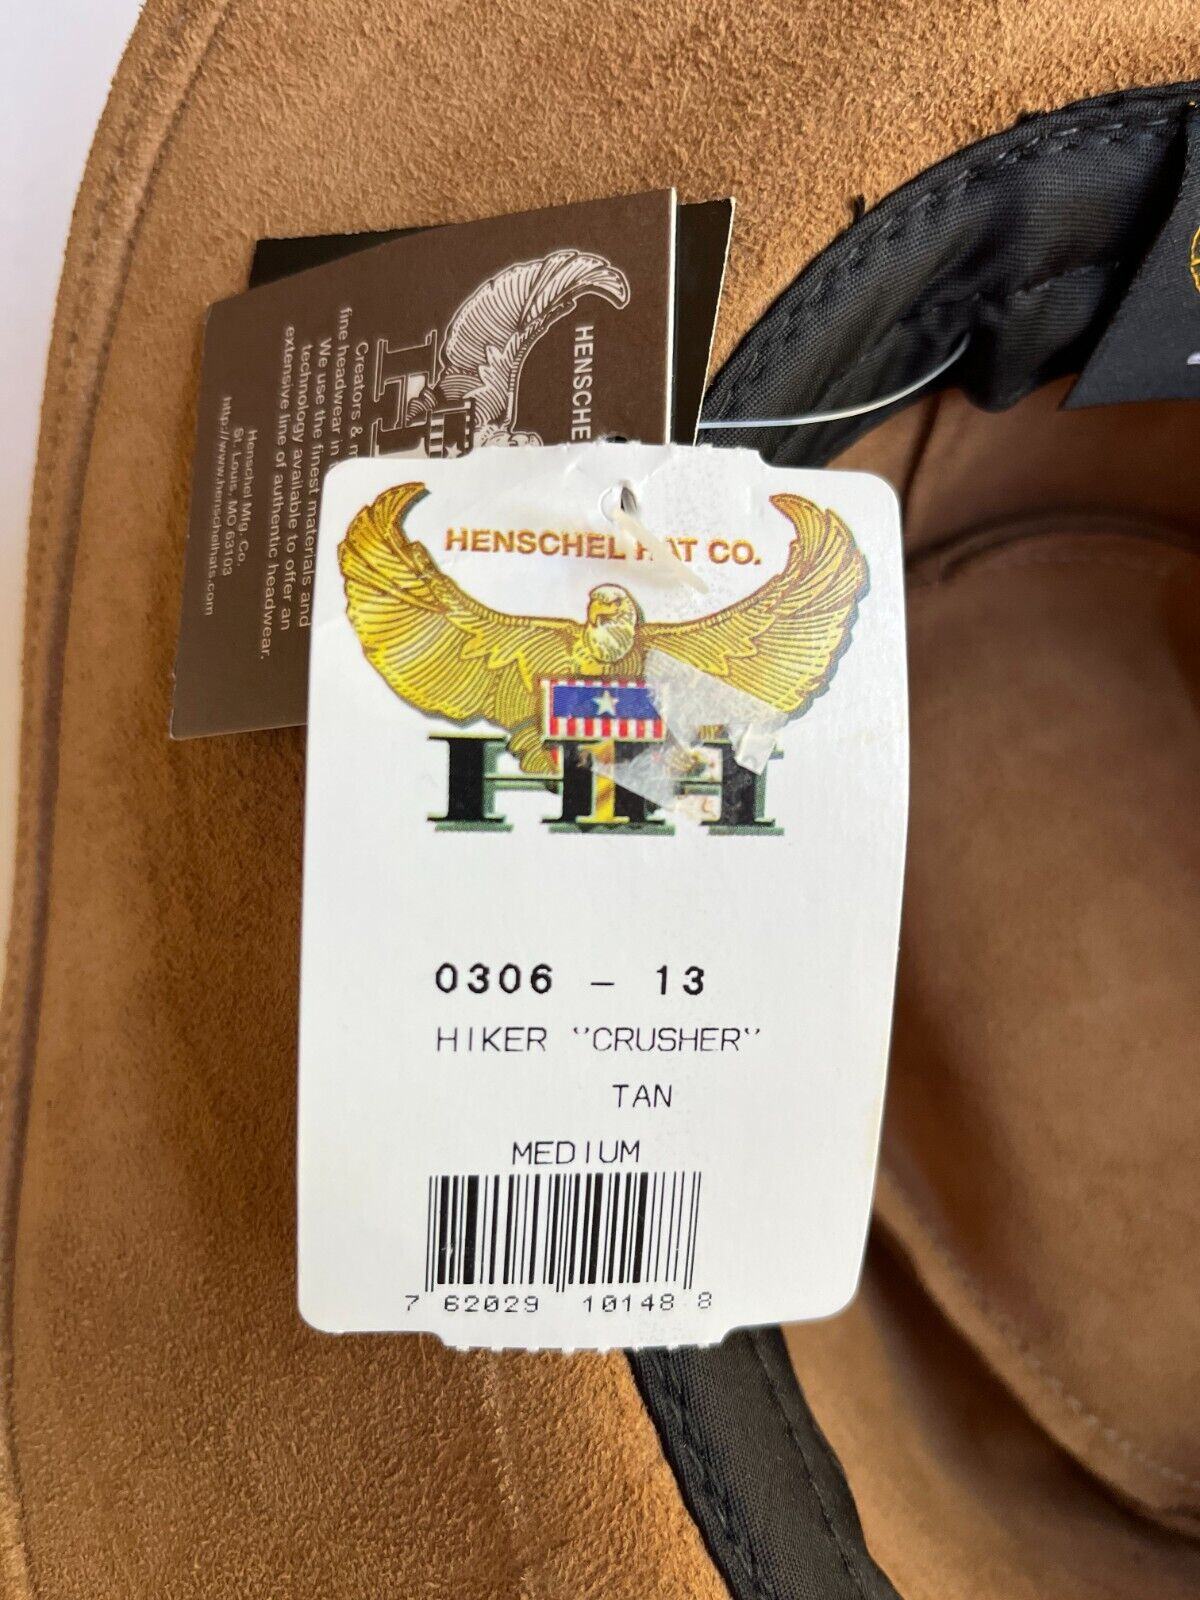 HENSCHEL HAT CO.
HH
0306 - 13
HIKER "CRUSHER"
TAN
MEDIUM
7 62029 10148 8
HENSCHE
H
Creators &
fine headwear in
We use the finest materials and
technology available to offer an
extensive line of authentic headwear.
Henschel Mfg. Co.
St. Louis, MO 63103
http://www.henschelhats.com